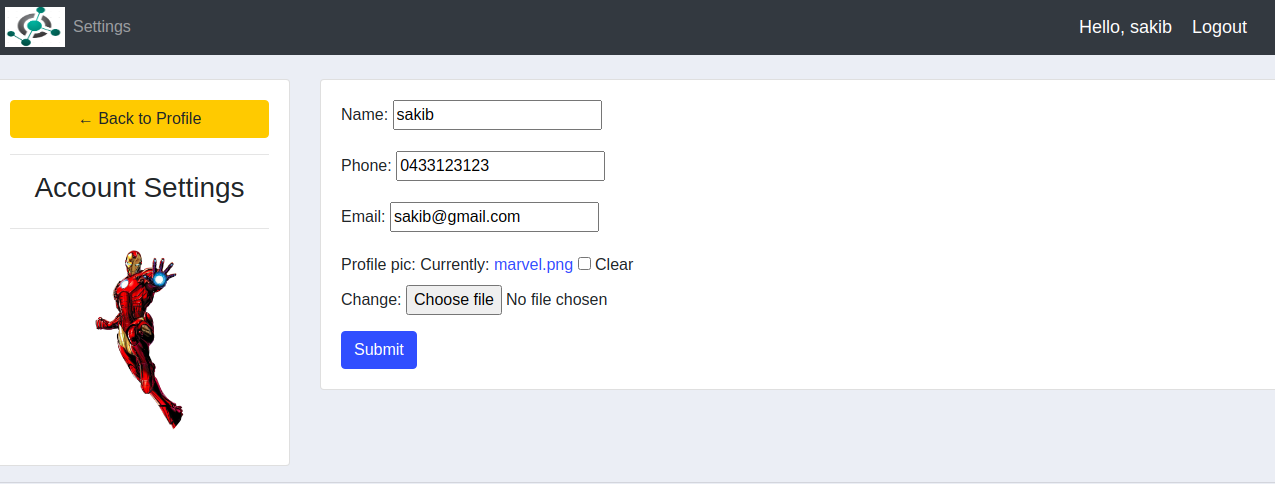 Settings
Hello, sakib Logout
← Back to Profile
Account Settings
Name: sakib
Phone: 0433123123
Email: sakib@gmail.com
Profile pic: Currently: marvel.png Clear
Change: Choose file No file chosen
Submit